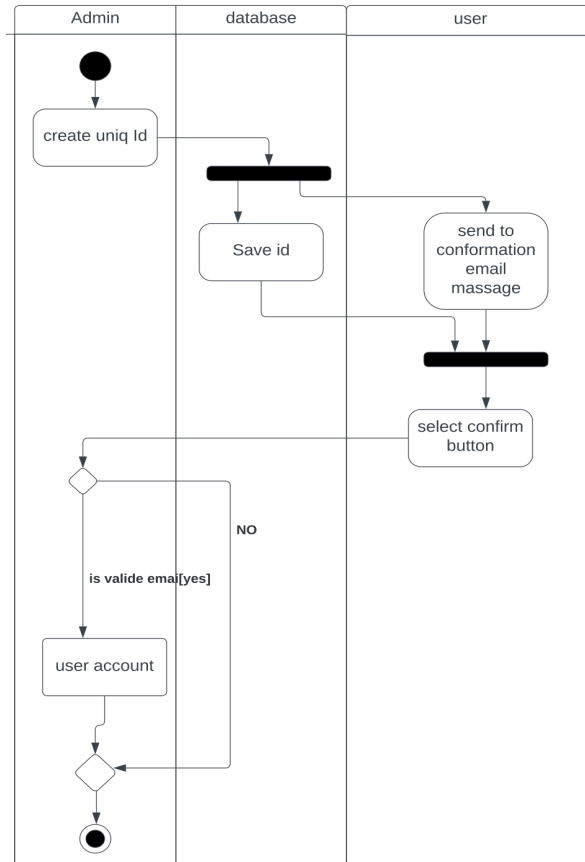 Admin
database
user
create uniq Id
Save id
send to
conformation
email
massage
select confirm
button
NO
is valide emai[yes]
user account